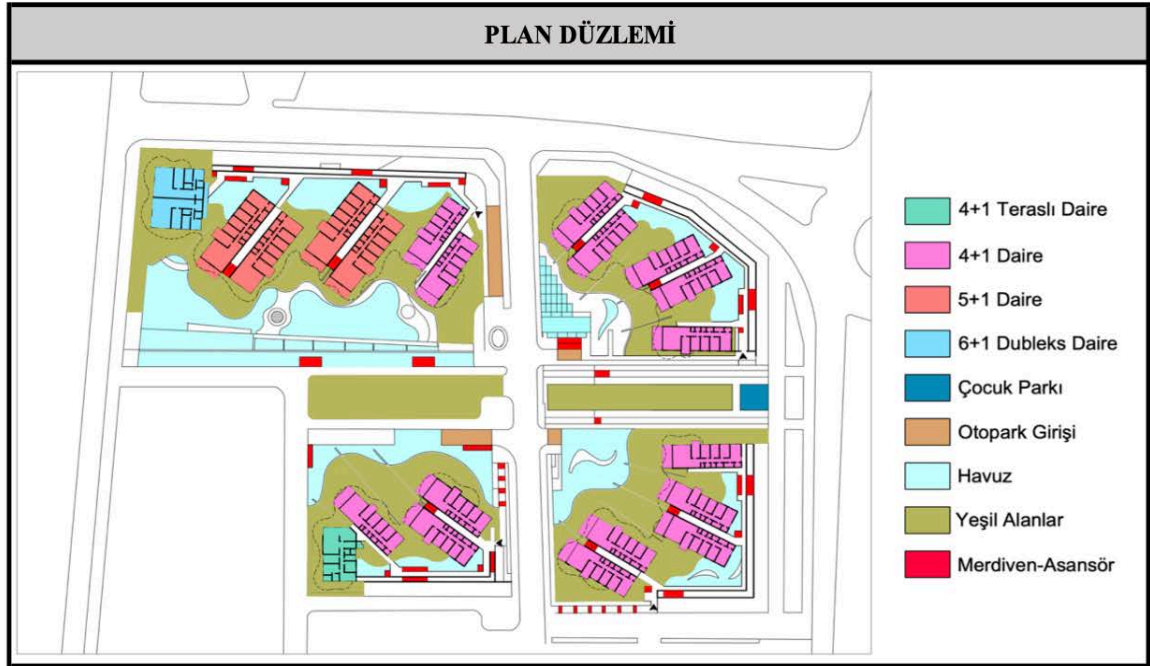 PLAN DÜZLEMİ
4+1 Teraslı Daire
4+1 Daire
5+1 Daire
6+1 Dubleks Daire
Çocuk Parkı
Otopark Girişi
Havuz
Yeşil Alanlar
Merdiven-Asansör